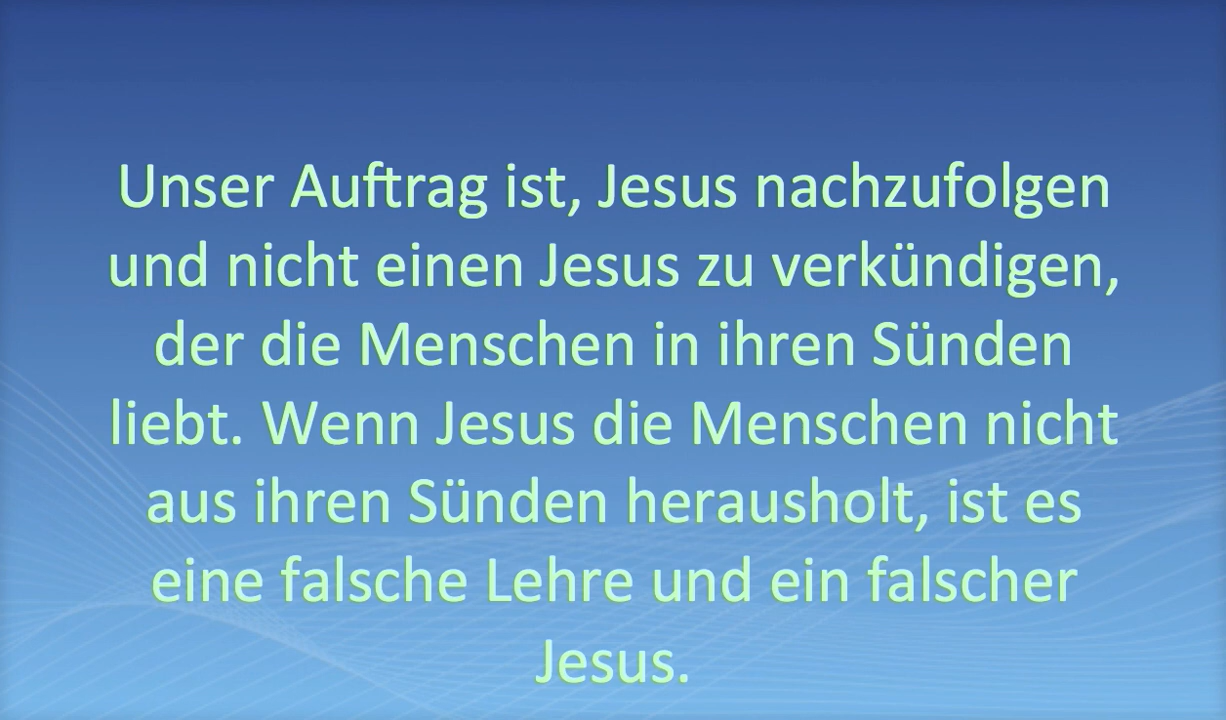 Unser Auftrag ist, Jesus nachzufolgen
und nicht einen Jesus zu verkündigen,
der die Menschen in ihren Sünden
liebt. Wenn Jesus die Menschen nicht
aus ihren Sünden herausholt, ist es
eine falsche Lehre und ein falscher
Jesus.